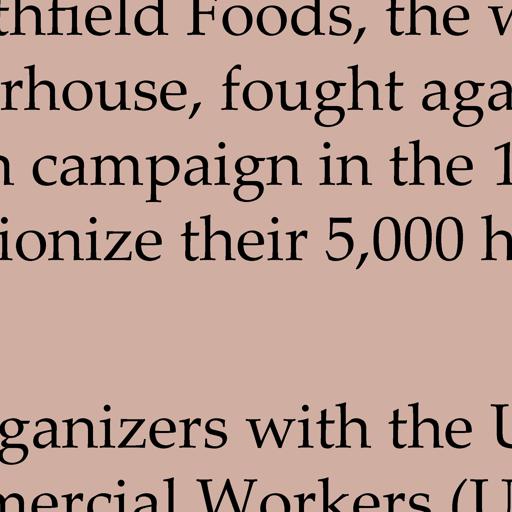 thfield Foods, the w
rhouse, fought aga
n campaign in the 1
ionize their 5,000 h
ganizers with the U
mercial Workers (U